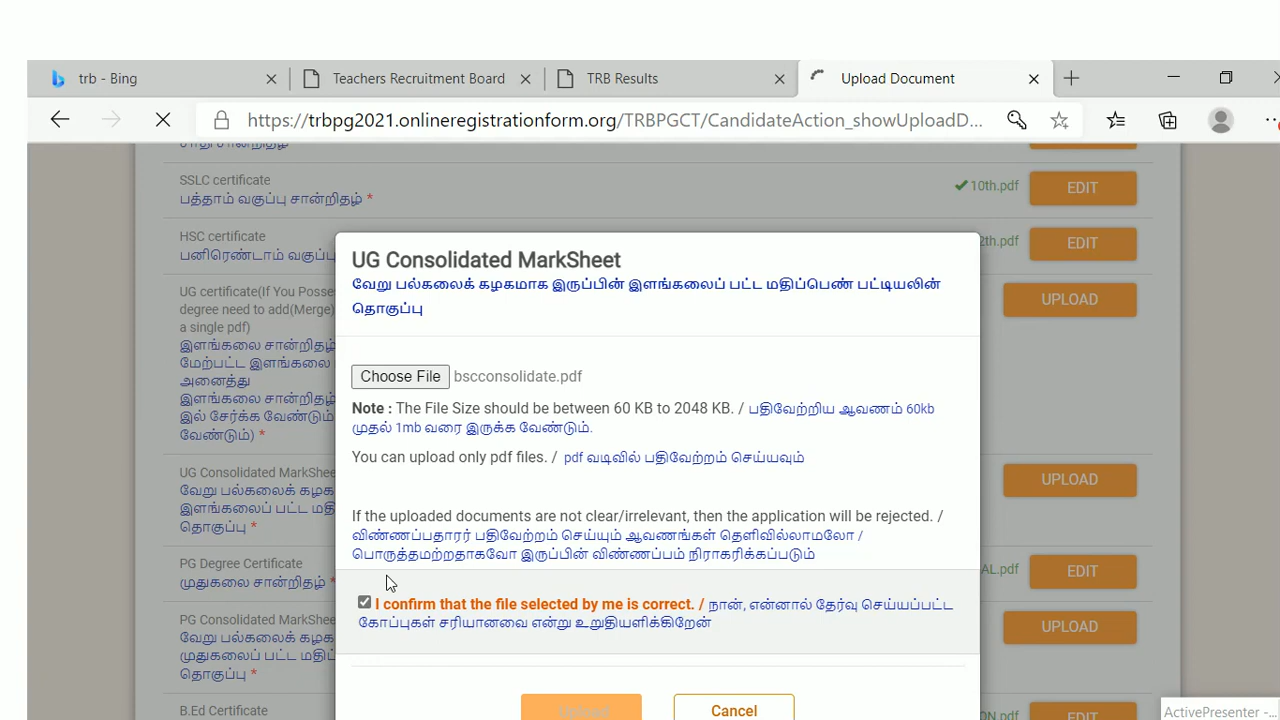 trb - Bing
Teachers Recruitment Board
TRB Results
Upload Document
https://trbpg2021.onlineregistrationform.org/TRBPGCT/CandidateAction_showUploadD...
SSLC certificate
பத்தாம் வகுப்பு சான்றிதழ் *
10th.pdf
EDIT
HSC certificate
பனிரெண்டாம் வகுப்பு
2th.pdf
EDIT
UG certificate(If You Posses
degree need to add(Merge)
a single pdf)
இளங்கலை சான்றிதழ்
மேற்பட்ட இளங்கலை
அனைத்து
இளங்கலை சான்றிதழ்
இல் சேர்க்க வேண்டும்
வேண்டும்) *
UPLOAD
UG Consolidated MarkShee
வேறு பல்கலைக் கழக
இளங்கலைப் பட்ட மதி
தொகுப்பு *
UPLOAD
PG Degree Certificate
முதுகலை சான்றிதழ் *
AL.pdf
EDIT
PG Consolidated MarkShee
வேறு பல்கலைக் கழக
முதுகலைப் பட்ட மதிப்
தொகுப்பு *
UPLOAD
B.Ed Certificate
ON.pdf
EDIT
UG Consolidated MarkSheet
வேறு பல்கலைக் கழகமாக இருப்பின் இளங்கலைப் பட்ட மதிப்பெண் பட்டியலின்
தொகுப்பு
Choose File bscconsolidate.pdf
Note : The File Size should be between 60 KB to 2048 KB. / பதிவேற்றிய ஆவணம் 60kb
முதல் 1mb வரை இருக்க வேண்டும்.
You can upload only pdf files. / pdf வடிவில் பதிவேற்றம் செய்யவும்
If the uploaded documents are not clear/irrelevant, then the application will be rejected. /
விண்ணப்பதாரர் பதிவேற்றம் செய்யும் ஆவணங்கள் தெளிவில்லாமலோ /
பொருத்தமற்றதாகவோ இருப்பின் விண்ணப்பம் நிராகரிக்கப்படும்
I confirm that the file selected by me is correct. / நான், என்னால் தேர்வு செய்யப்பட்ட
கோப்புகள் சரியானவை என்று உறுதியளிக்கிறேன்
Upload
Cancel
ActivePresenter -...